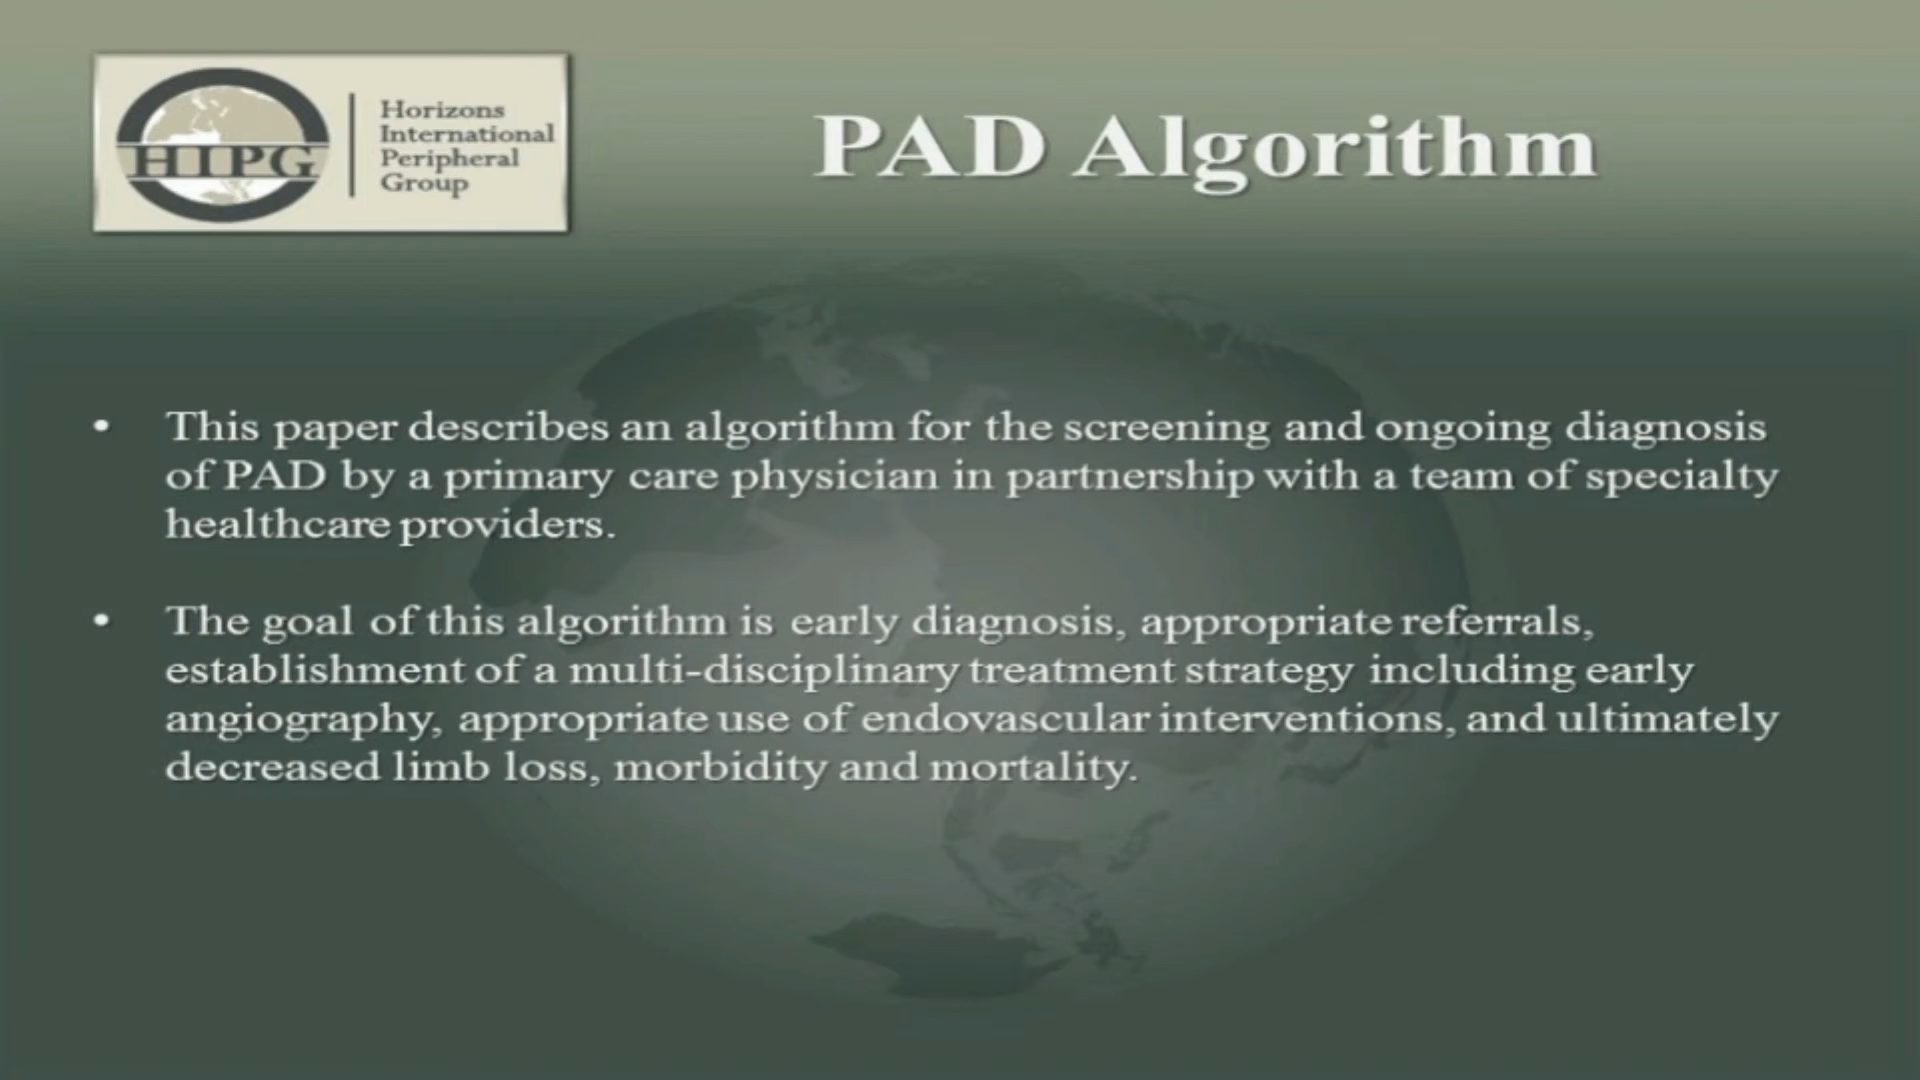 HIPG
Horizons
International
Peripheral
Group
PAD Algorithm
• This paper describes an algorithm for the screening and ongoing diagnosis
of PAD by a primary care physician in partnership with a team of specialty
healthcare providers.
• The goal of this algorithm is early diagnosis, appropriate referrals,
establishment of a multi-disciplinary treatment strategy including early
angiography, appropriate use of endovascular interventions, and ultimately
decreased limb loss, morbidity and mortality.